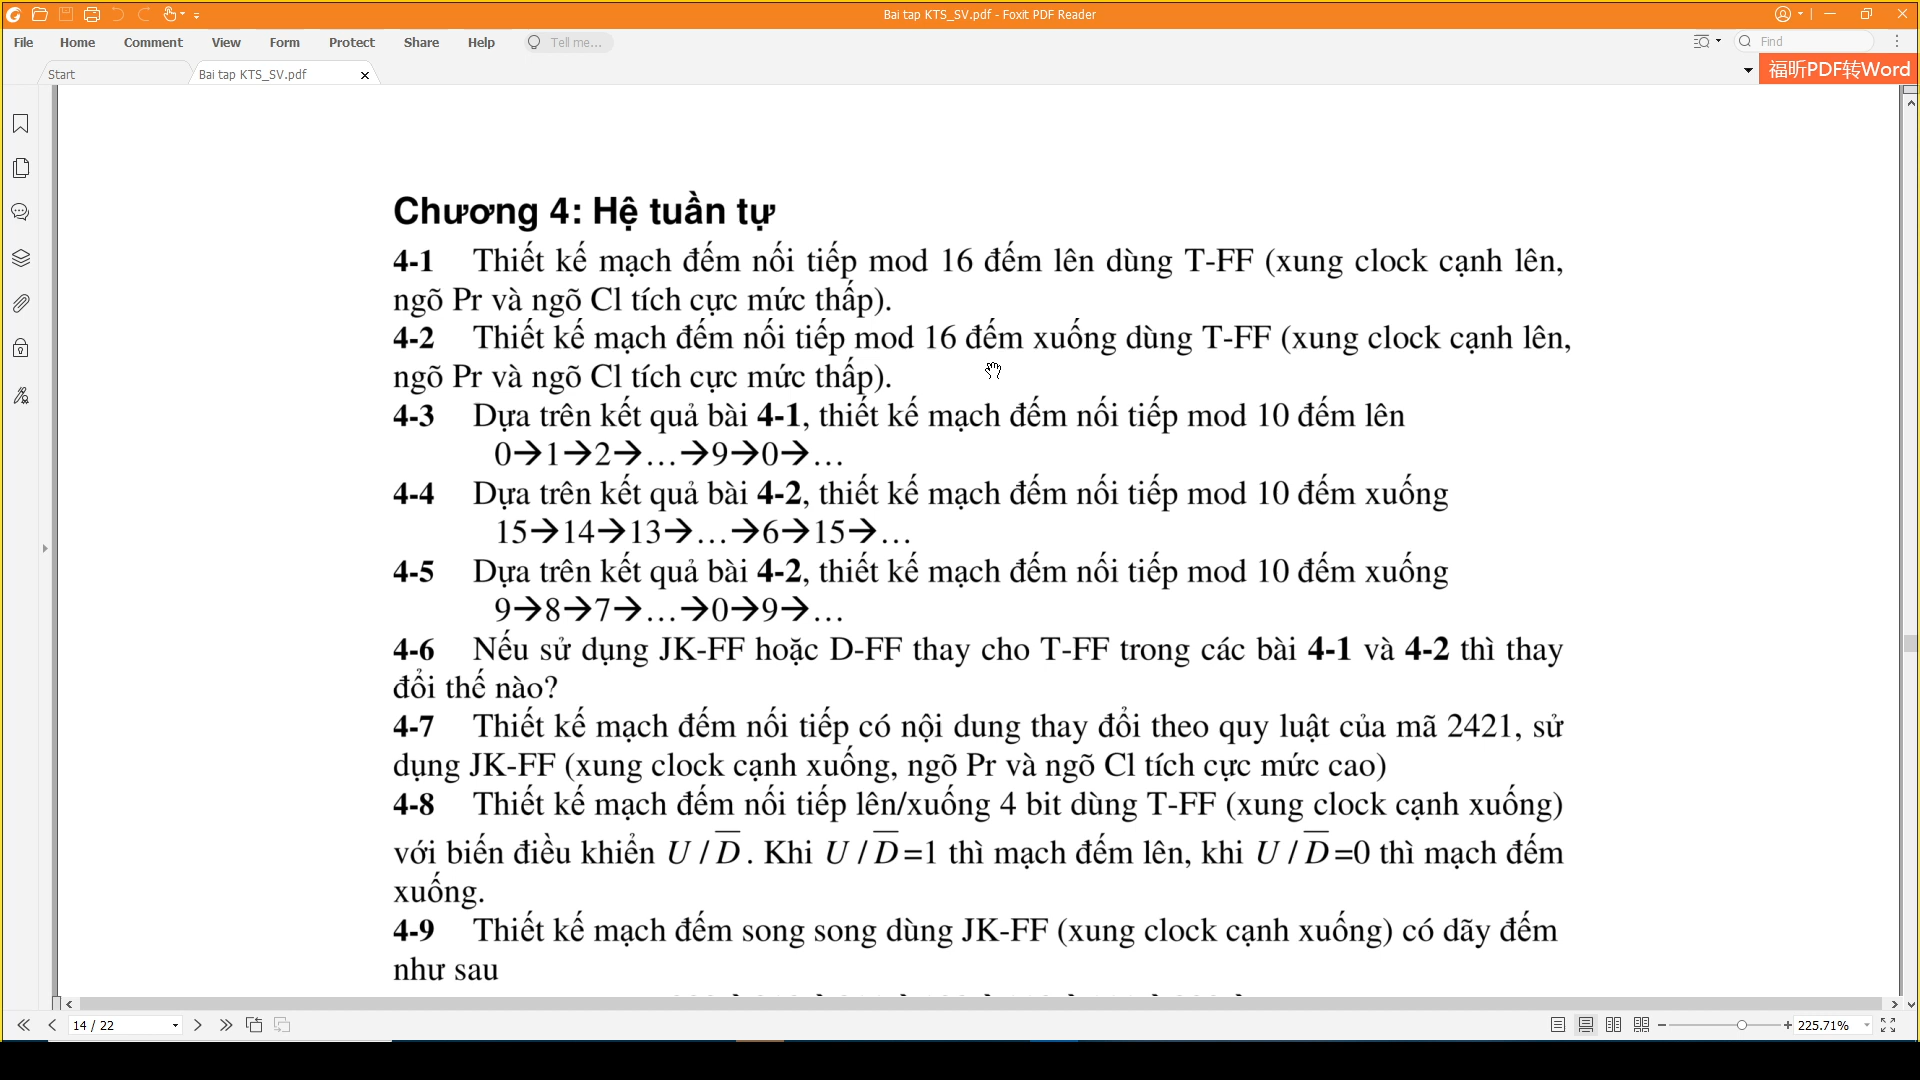 Bai tap KTS_SV.pdf - Foxit PDF Reader
File Home Comment View Form Protect Share Help Tell me... Find
Start Bai tap KTS_SV.pdf 福昕PDF转Word
Chương 4: Hệ tuần tự
4-1 Thiết kế mạch đếm nối tiếp mod 16 đếm lên dùng T-FF (xung clock cạnh lên,
ngõ Pr và ngõ Cl tích cực mức thấp).
4-2 Thiết kế mạch đếm nối tiếp mod 16 đếm xuống dùng T-FF (xung clock cạnh lên,
ngõ Pr và ngõ Cl tích cực mức thấp).
4-3 Dựa trên kết quả bài 4-1, thiết kế mạch đếm nối tiếp mod 10 đếm lên
0→1→2→…→9→0→…
4-4 Dựa trên kết quả bài 4-2, thiết kế mạch đếm nối tiếp mod 10 đếm xuống
15→14→13→…→6→15→…
4-5 Dựa trên kết quả bài 4-2, thiết kế mạch đếm nối tiếp mod 10 đếm xuống
9→8→7→…→0→9→…
4-6 Nếu sử dụng JK-FF hoặc D-FF thay cho T-FF trong các bài 4-1 và 4-2 thì thay
đổi thế nào?
4-7 Thiết kế mạch đếm nối tiếp có nội dung thay đổi theo quy luật của mã 2421, sử
dụng JK-FF (xung clock cạnh xuống, ngõ Pr và ngõ Cl tích cực mức cao)
4-8 Thiết kế mạch đếm nối tiếp lên/xuống 4 bit dùng T-FF (xung clock cạnh xuống)
với biến điều khiển U / D̅. Khi U / D̅=1 thì mạch đếm lên, khi U / D̅=0 thì mạch đếm
xuống.
4-9 Thiết kế mạch đếm song song dùng JK-FF (xung clock cạnh xuống) có dãy đếm
như sau
14 / 22 225.71%